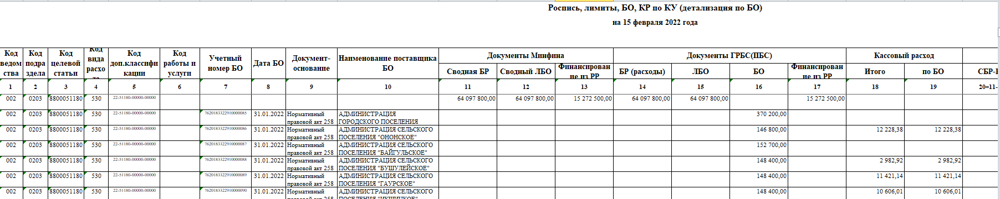 Роспись, лимиты, БО, КР по КУ (детализация по БО)
на 15 февраля 2022 года
Код ведом ства
Код подра здела
Код целевой статьи
Код вида расхо
Код доп.классифи кации
Код работы и услуги
Учетный номер БО
Дата БО
Документ-основание
Наименование поставщика БО
Документы Минфина
Документы ГРБС(ПБС)
Кассовый расход
Сводная БР
Сводный ЛБО
Финансирован ие из РР
БР (расходы)
ЛБО
БО
Финансирован ие из РР
Итого
по БО
СБР-
1 2 3 4 5 6 7 8 9 10 11 12 13 14 15 16 17 18 19 20=11-
002 0203 8800051180 530 22-51180-00000-00000 64 097 800,00 64 097 800,00 15 272 500,00 64 097 800,00 64 097 800,00 15 272 500,00
002 0203 8800051180 530 22-51180-00000-00000 7620183322910000085 31.01.2022 Нормативный АДМИНИСТРАЦИЯ 370 200,00
правовой акт 258 ГОРОДСКОГО ПОСЕЛЕНИЯ
002 0203 8800051180 530 22-51180-00000-00000 7620183322910000086 31.01.2022 Нормативный АДМИНИСТРАЦИЯ СЕЛЬСКОГО 146 800,00 12 228,38 12 228,38
правовой акт 258 ПОСЕЛЕНИЯ "ОНОНСКОЕ"
002 0203 8800051180 530 22-51180-00000-00000 7620183322910000087 31.01.2022 Нормативный АДМИНИСТРАЦИЯ СЕЛЬСКОГО 152 700,00
правовой акт 258 ПОСЕЛЕНИЯ "БАЙГУЛЬСКОЕ"
002 0203 8800051180 530 22-51180-00000-00000 7620183322910000088 31.01.2022 Нормативный АДМИНИСТРАЦИЯ СЕЛЬСКОГО 148 400,00 2 982,92 2 982,92
правовой акт 258 ПОСЕЛЕНИЯ "БУШУЛЕЙСКОЕ"
002 0203 8800051180 530 22-51180-00000-00000 7620183322910000089 31.01.2022 Нормативный АДМИНИСТРАЦИЯ СЕЛЬСКОГО 148 400,00 11 421,14 11 421,14
правовой акт 258 ПОСЕЛЕНИЯ "ГАУРСКОЕ"
002 0203 8800051180 530 22-51180-00000-00000 7620183322910000090 31.01.2022 Нормативный АДМИНИСТРАЦИЯ СЕЛЬСКОГО 148 400,00 10 606,01 10 606,01
правовой акт 258 ПОСЕЛЕНИЯ